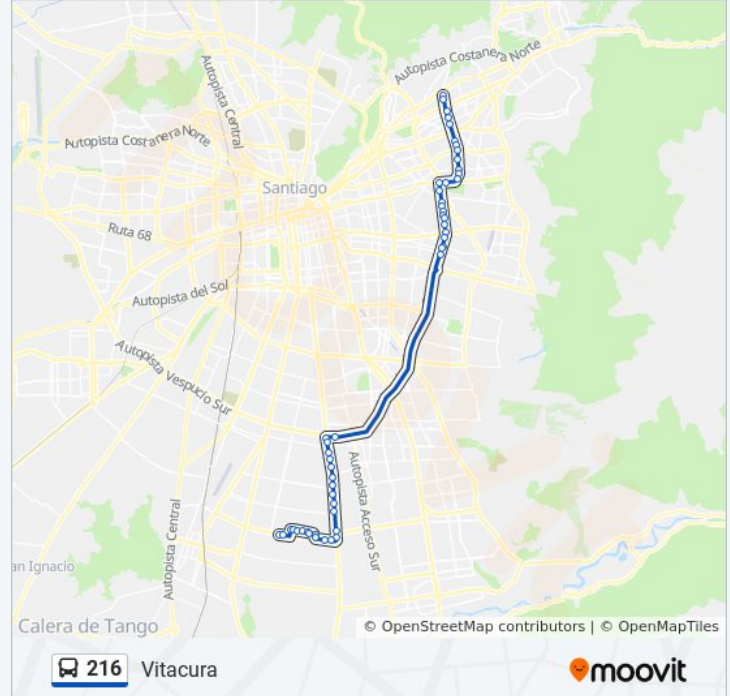 Autopista Costanera Norte
Autopista Central
Autopista Costanera Norte
Santiago
Ruta 68
Autopista del Sol
Autopista Vespucio Sur
Autopista Acceso Sur
Autopista Central
an Ignacio
Calera de Tango
© OpenStreetMap contributors | © OpenMapTiles
216 Vitacura
moovit